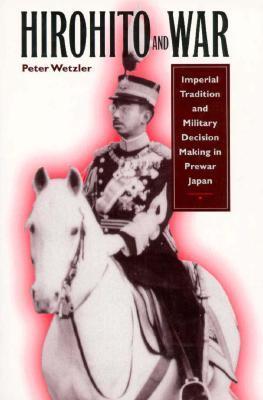 HIROHITO AND WAR
Peter Wetzler
Imperial
Tradition
and
Military
Decision
Making in
Prewar
Japan